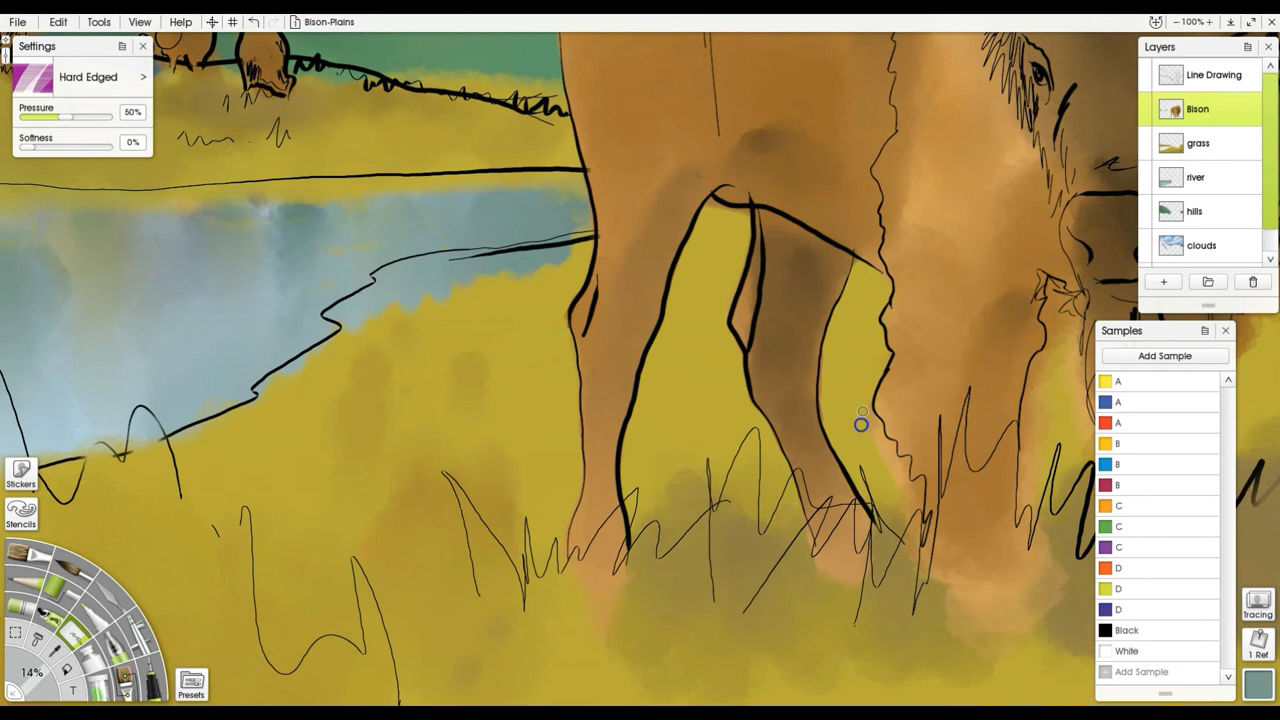 File Edit Tools View Help Bison-Plains −100%+
Settings
Hard Edged >
Pressure
50%
Softness
0%
Layers
Line Drawing
Bison
grass
river
hills
clouds
Samples
Add Sample
A
A
A
B
B
B
C
C
C
D
D
D
Black
White
Add Sample
Stickers
Stencils
14%
T
Presets
Tracing
1 Ref